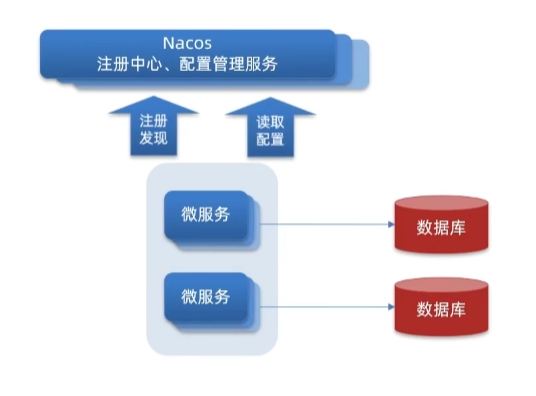 Nacos
注册中心、配置管理服务
注册
发现
读取
配置
微服务
数据库
微服务
数据库